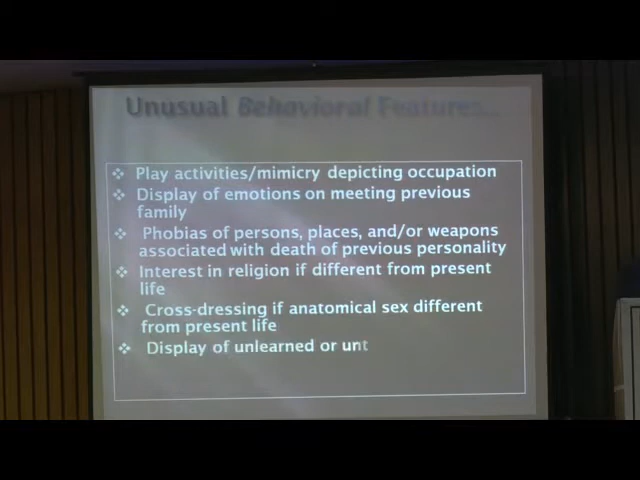 Unusual Behavioral Features...
❖ Play activities/mimicry depicting occupation
❖ Display of emotions on meeting previous
family
❖ Phobias of persons, places, and/or weapons
associated with death of previous personality
❖ Interest in religion if different from present
life
❖ Cross-dressing if anatomical sex different
from present life
❖ Display of unlearned or unt